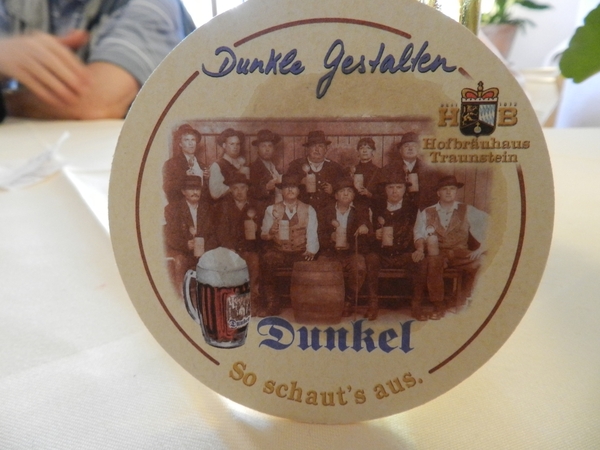 Dunkle Gestalten
HB
Hofbräuhaus
Traunstein
Dunkel
So schaut's aus.